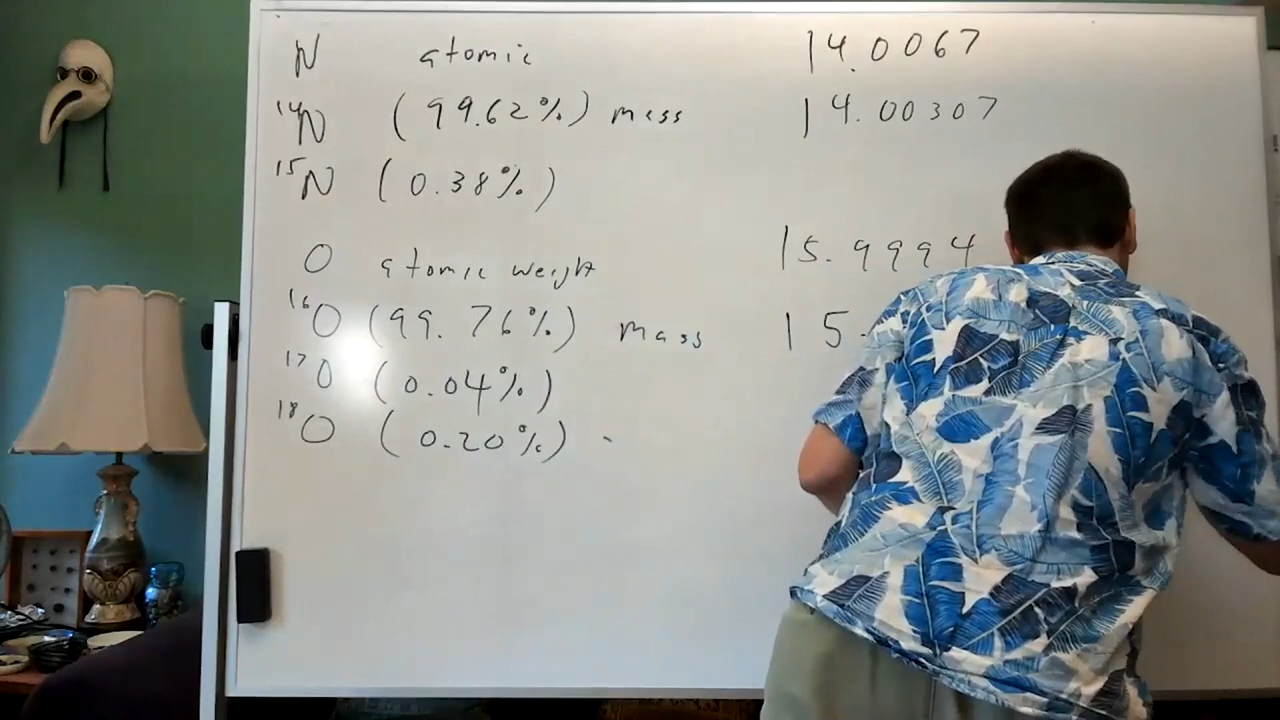 N atomic 14.0067
¹⁴N (99.62%) mass 14.00307
¹⁵N (0.38%)
O atomic weight 15.9994
¹⁶O (99.76%) mass 15.
¹⁷O (0.04%)
¹⁸O (0.20%)